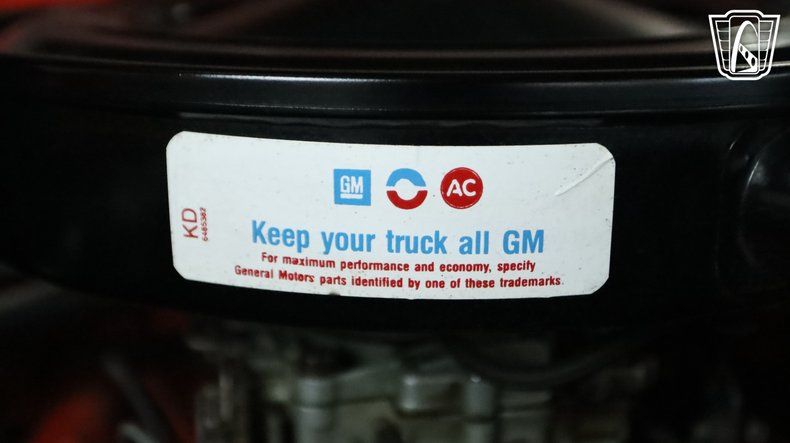 GM AC
KD
6485382
Keep your truck all GM
For maximum performance and economy, specify
General Motors parts identified by one of these trademarks.